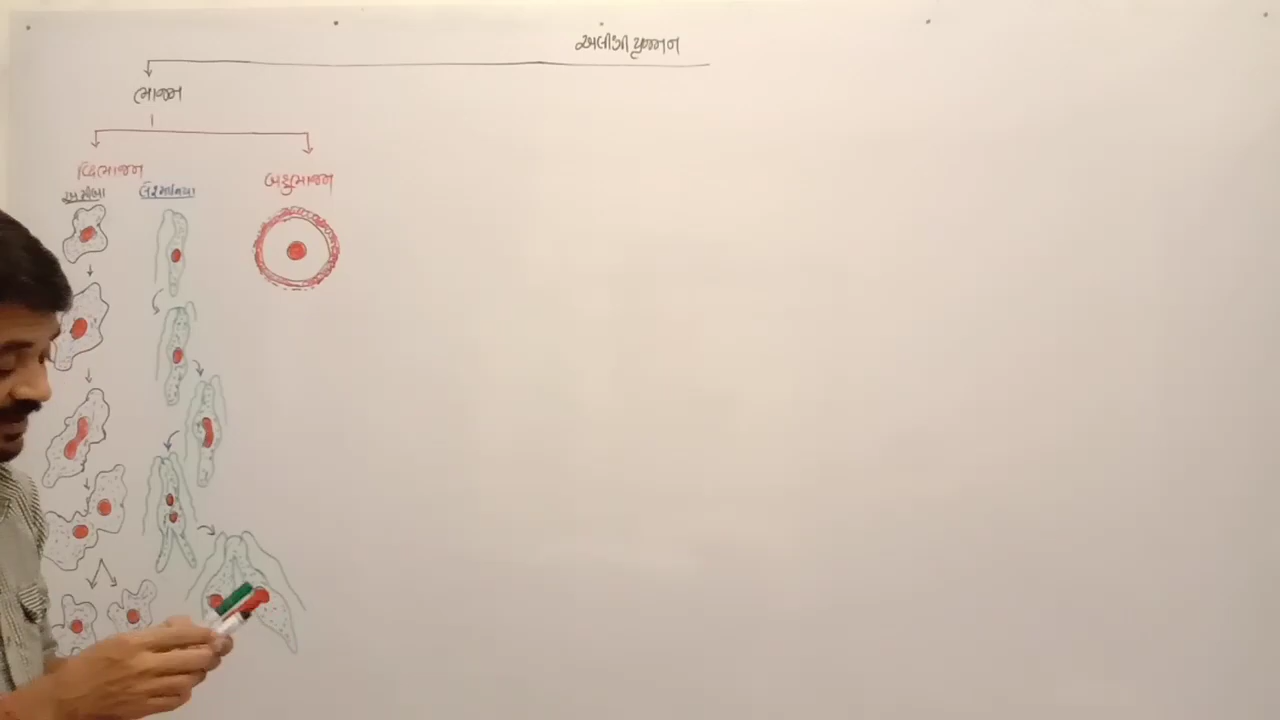 અલીંગી પ્રજનન
ભાજન
દ્વિભાજન
બહુભાજન
અમીબા
લેશ્માનિયા